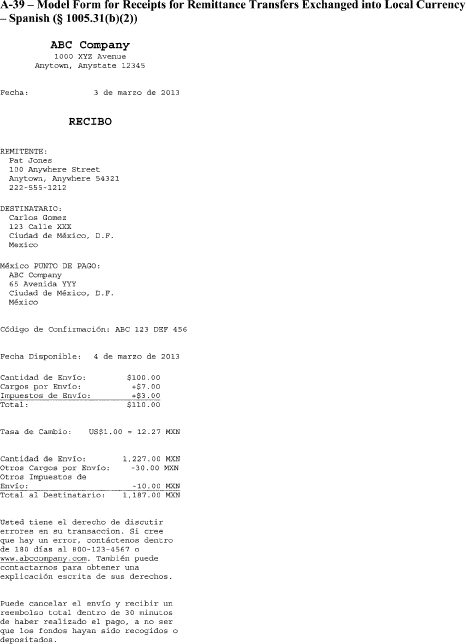 A-39 – Model Form for Receipts for Remittance Transfers Exchanged into Local Currency
– Spanish (§ 1005.31(b)(2))
ABC Company
1000 XYZ Avenue
Anytown, Anystate 12345
Fecha: 3 de marzo de 2013
RECIBO
REMITENTE:
Pat Jones
100 Anywhere Street
Anytown, Anywhere 54321
222-555-1212
DESTINATARIO:
Carlos Gomez
123 Calle XXX
Ciudad de México, D.F.
Mexico
México PUNTO DE PAGO:
ABC Company
65 Avenida YYY
Ciudad de México, D.F.
México
Código de Confirmación: ABC 123 DEF 456
Fecha Disponible: 4 de marzo de 2013
Cantidad de Envío: $100.00
Cargos por Envío: +$7.00
Impuestos de Envío: +$3.00
Total: $110.00
Tasa de Cambio: US$1.00 = 12.27 MXN
Cantidad de Envío: 1,227.00 MXN
Otros Cargos por Envío: -30.00 MXN
Otros Impuestos de
Envío: -10.00 MXN
Total al Destinatario: 1,187.00 MXN
Usted tiene el derecho de discutir
errores en su transaccion. Si cree
que hay un error, contáctenos dentro
de 180 días al 800-123-4567 o
www.abccompany.com. También puede
contactarnos para obtener una
explicación escrita de sus derechos.
Puede cancelar el envío y recibir un
reembolso total dentro de 30 minutos
de haber realizado el pago, a no ser
que los fondos hayan sido recogidos o
depositados.